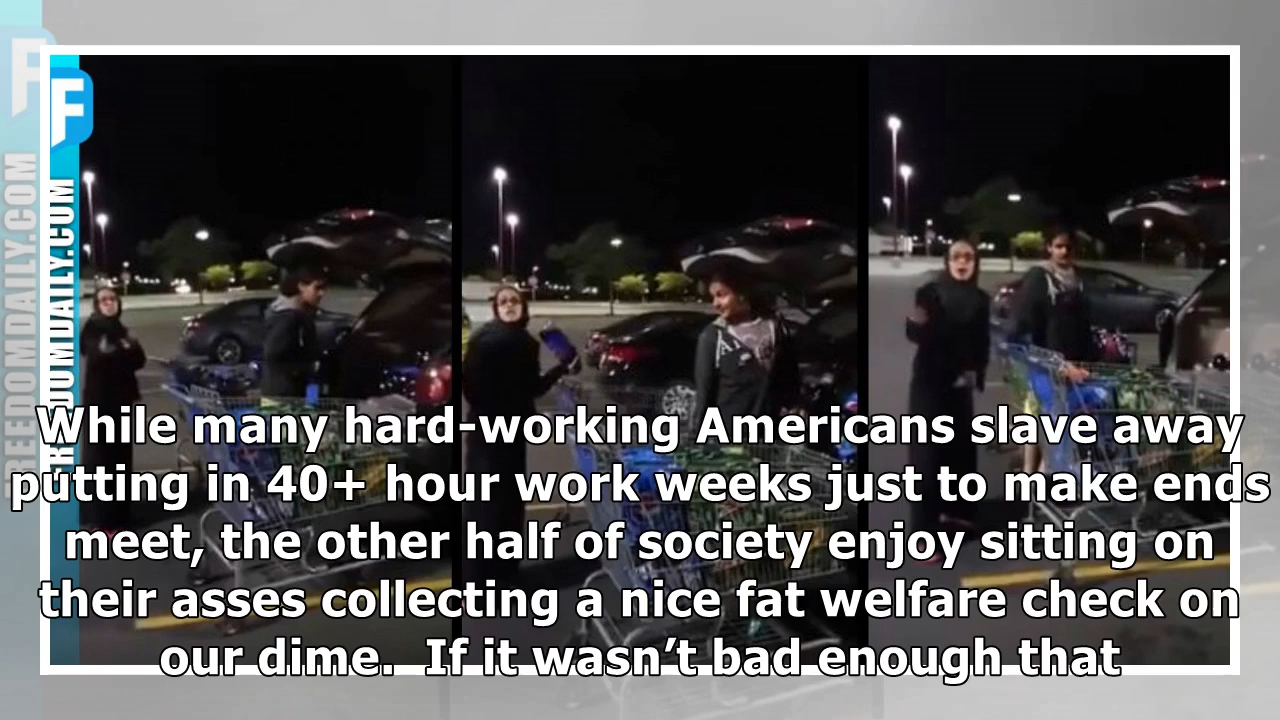 While many hard-working Americans slave away
putting in 40+ hour work weeks just to make ends
meet, the other half of society enjoy sitting on
their asses collecting a nice fat welfare check on
our dime.  If it wasn’t bad enough that
F
FREEDOMDAILY.COM
F
FREEDOMDAILY.COM